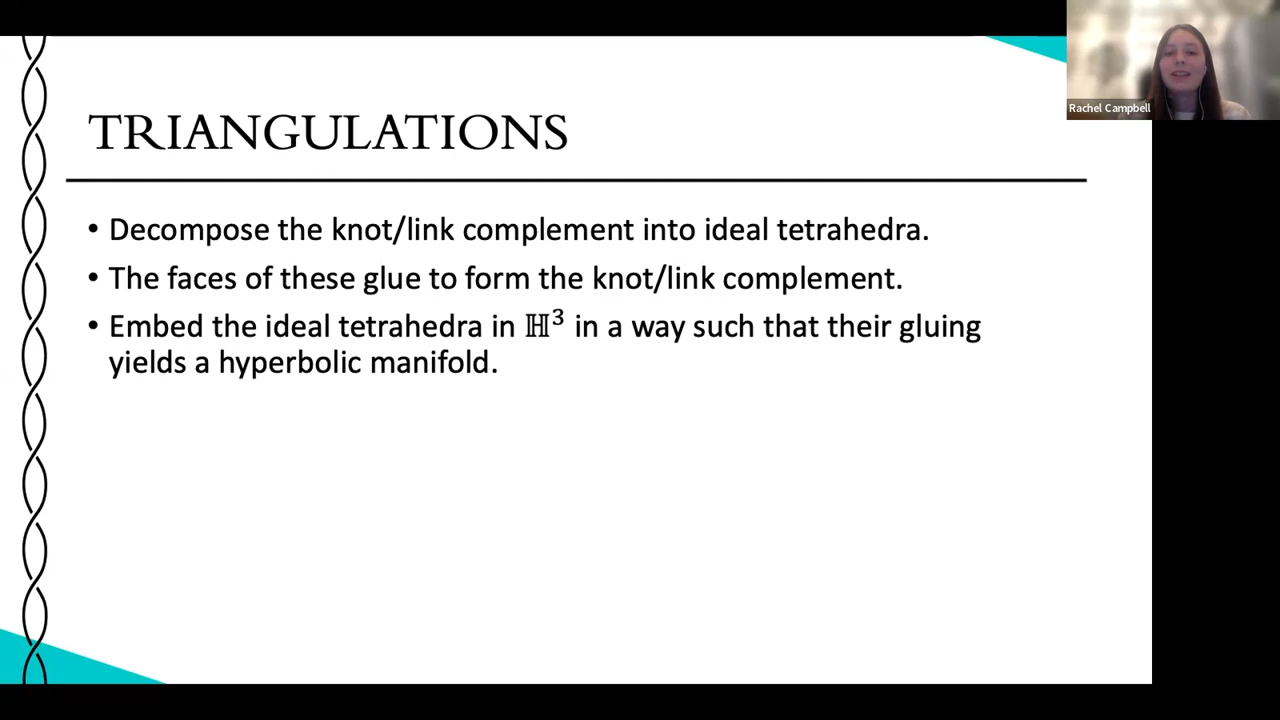 Rachel Campbell
TRIANGULATIONS
• Decompose the knot/link complement into ideal tetrahedra.
• The faces of these glue to form the knot/link complement.
• Embed the ideal tetrahedra in ℍ³ in a way such that their gluing
yields a hyperbolic manifold.